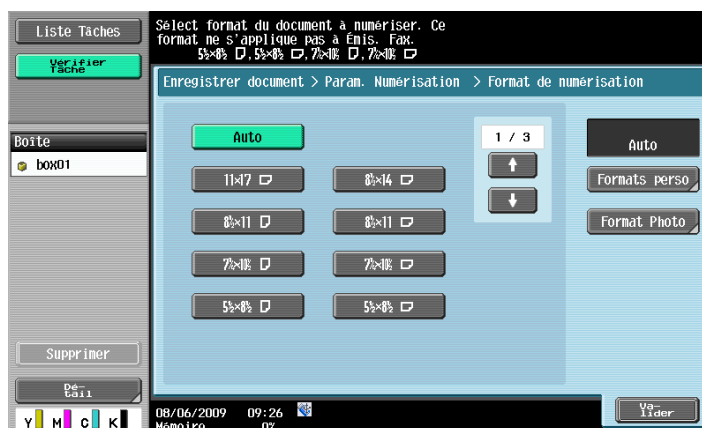 Liste Tâches
Vérifier
Tâche
Sélect format du document à numériser. Ce
format ne s'applique pas à Émis. Fax.
5½×8½ , 5½×8½ , 7¼×10½ , 7¼×10½
Enregistrer document > Param. Numérisation > Format de numérisation
Boîte
box01
Auto
1 / 3
Auto
11×17
8½×14
Formats perso
8½×11
8½×11
Format Photo
7¼×10½
7¼×10½
5½×8½
5½×8½
Supprimer
Dé-
tail
Va-
lider
08/06/2009 09:26
Y M C K
Mémoire 0%